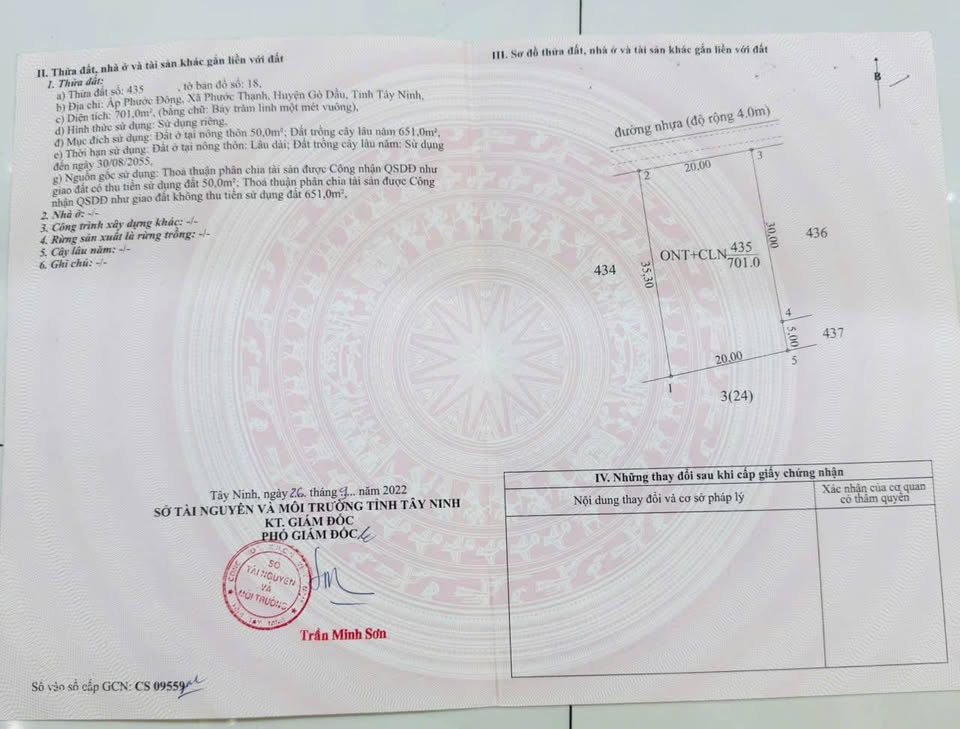 II. Thửa đất, nhà ở và tài sản khác gắn liền với đất
1. Thửa đất:
a) Thửa đất số: 435 , tờ bản đồ số: 18,
b) Địa chỉ: Ấp Phước Đông, Xã Phước Thạnh, Huyện Gò Dầu, Tỉnh Tây Ninh,
c) Diện tích: 701,0m², (bằng chữ: Bảy trăm linh một mét vuông),
d) Hình thức sử dụng: Sử dụng riêng,
đ) Mục đích sử dụng: Đất ở tại nông thôn 50,0m²; Đất trồng cây lâu năm 651,0m²,
e) Thời hạn sử dụng: Đất ở tại nông thôn: Lâu dài; Đất trồng cây lâu năm: Sử dụng
đến ngày 30/08/2055,
g) Nguồn gốc sử dụng: Thoả thuận phân chia tài sản được Công nhận QSDĐ như
giao đất có thu tiền sử dụng đất 50,0m²; Thoả thuận phân chia tài sản được Công
nhận QSDĐ như giao đất không thu tiền sử dụng đất 651,0m²,
2. Nhà ở: -/-
3. Công trình xây dựng khác: -/-
4. Rừng sản xuất là rừng trồng: -/-
5. Cây lâu năm: -/-
6. Ghi chú: -/-
Tây Ninh, ngày 26 tháng 9 năm 2022
SỞ TÀI NGUYÊN VÀ MÔI TRƯỜNG TỈNH TÂY NINH
KT. GIÁM ĐỐC
PHÓ GIÁM ĐỐC
SỞ
TÀI NGUYÊN
VÀ
MÔI TRƯỜNG
Trần Minh Sơn
Số vào sổ cấp GCN: CS 09559
III. Sơ đồ thửa đất, nhà ở và tài sản khác gắn liền với đất
B
đường nhựa (độ rộng 4.0m)
2
20,00
3
434
35,30
ONT+CLN 435
701.0
30,00
436
4
5,00
437
20,00
5
1
3(24)
IV. Những thay đổi sau khi cấp giấy chứng nhận
Nội dung thay đổi và cơ sở pháp lý
Xác nhận của cơ quan
có thẩm quyền